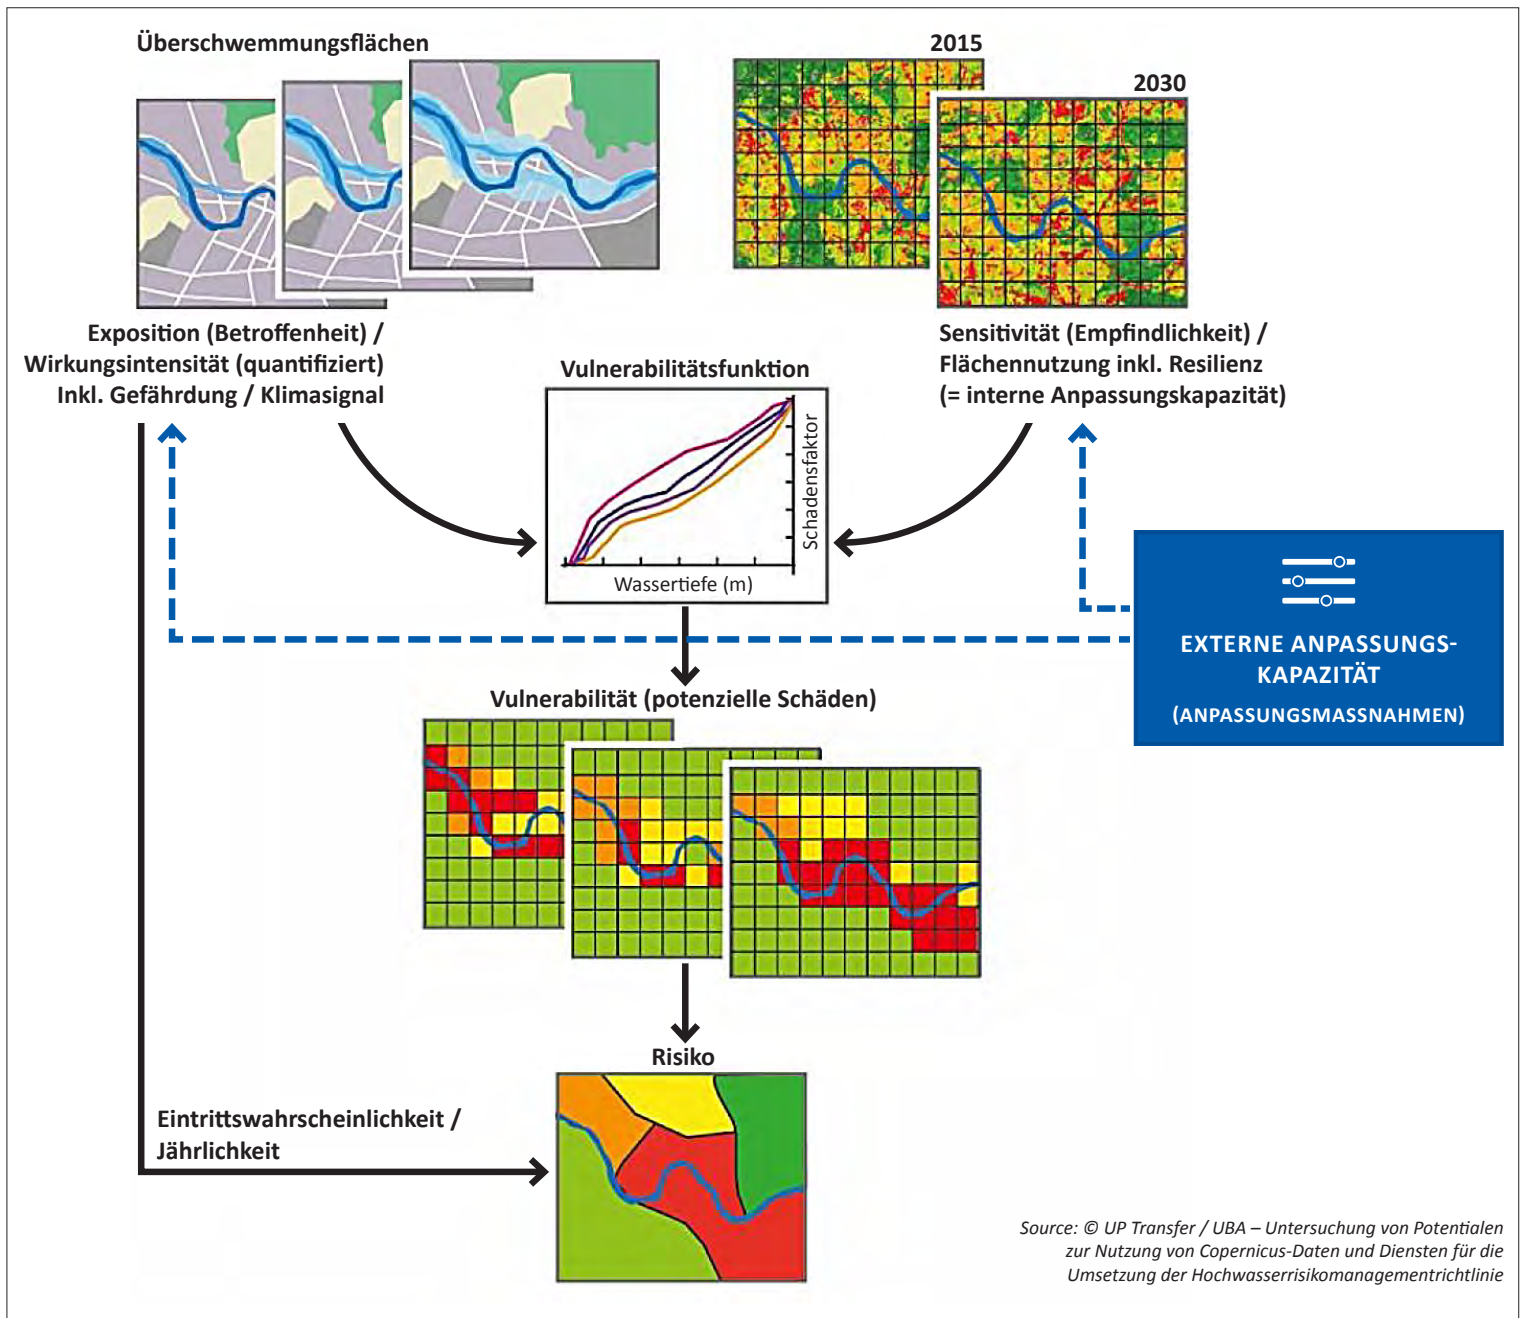 Überschwemmungsflächen
2015
2030
Exposition (Betroffenheit) /
Wirkungsintensität (quantifiziert)
Inkl. Gefährdung / Klimasignal
Sensitivität (Empfindlichkeit) /
Flächennutzung inkl. Resilienz
(= interne Anpassungskapazität)
Vulnerabilitätsfunktion
Schadensfaktor
Wassertiefe (m)
EXTERNE ANPASSUNGS-
KAPAZITÄT
(ANPASSUNGSMASSNAHMEN)
Vulnerabilität (potenzielle Schäden)
Risiko
Eintrittswahrscheinlichkeit /
Jährlichkeit
Source: © UP Transfer / UBA – Untersuchung von Potentialen
zur Nutzung von Copernicus-Daten und Diensten für die
Umsetzung der Hochwasserrisikomanagementrichtlinie